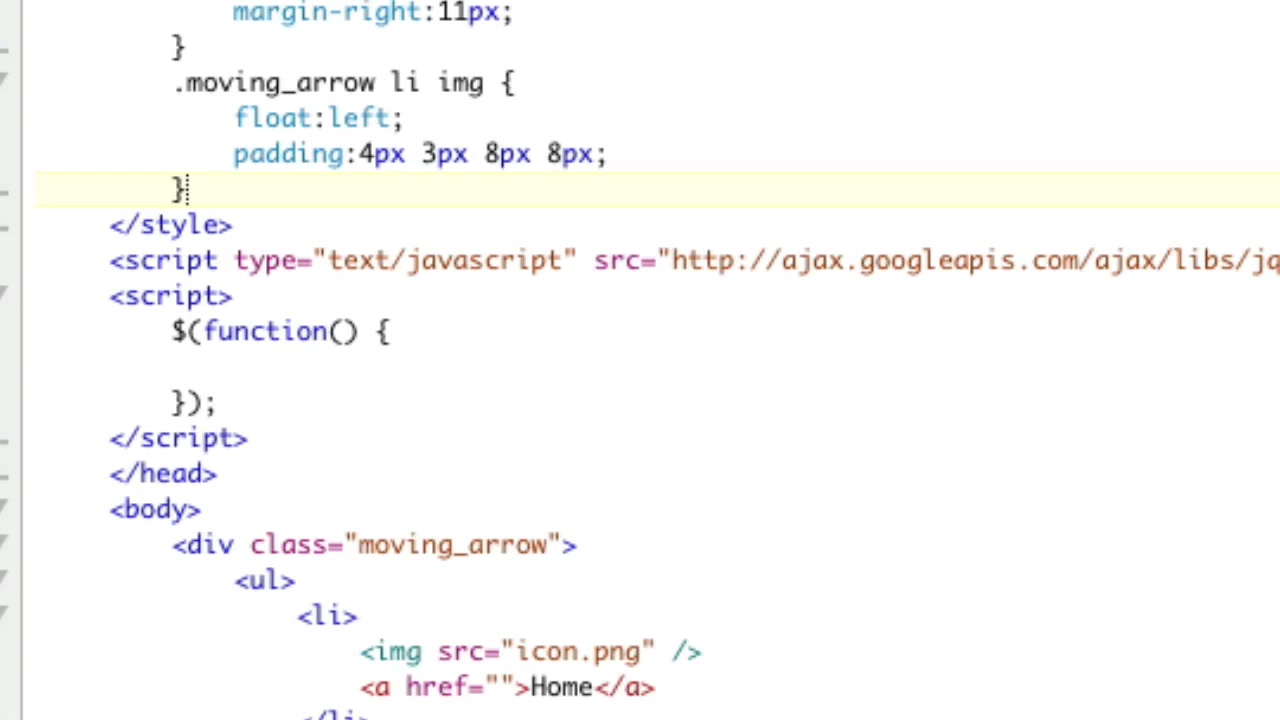 margin-right:11px;
}
.moving_arrow li img {
float:left;
padding:4px 3px 8px 8px;
}
</style>
<script type="text/javascript" src="http://ajax.googleapis.com/ajax/libs/jq
<script>
$(function() {
});
</script>
</head>
<body>
<div class="moving_arrow">
<ul>
<li>
<img src="icon.png" />
<a href="">Home</a>
</li>